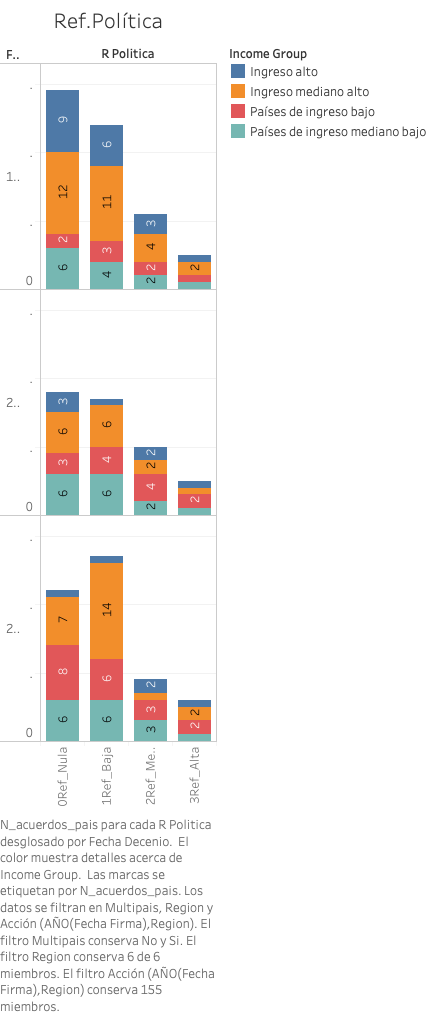 Ref.Política
F..
R Politica
Income Group
Ingreso alto
Ingreso mediano alto
Países de ingreso bajo
Países de ingreso mediano bajo
1..
9
12
2
6
6
11
3
4
3
4
2
2
2
0
2..
3
6
3
6
6
4
6
2
2
4
2
2
0
2..
7
8
6
14
6
6
2
3
3
2
2
0
0Ref_Nula
1Ref_Baja
2Ref_Me..
3Ref_Alta
N_acuerdos_pais para cada R Politica
desglosado por Fecha Decenio. El
color muestra detalles acerca de
Income Group. Las marcas se
etiquetan por N_acuerdos_pais. Los
datos se filtran en Multipais, Region y
Acción (AÑO(Fecha Firma),Region). El
filtro Multipais conserva No y Si. El
filtro Region conserva 6 de 6
miembros. El filtro Acción (AÑO(Fecha
Firma),Region) conserva 155
miembros.